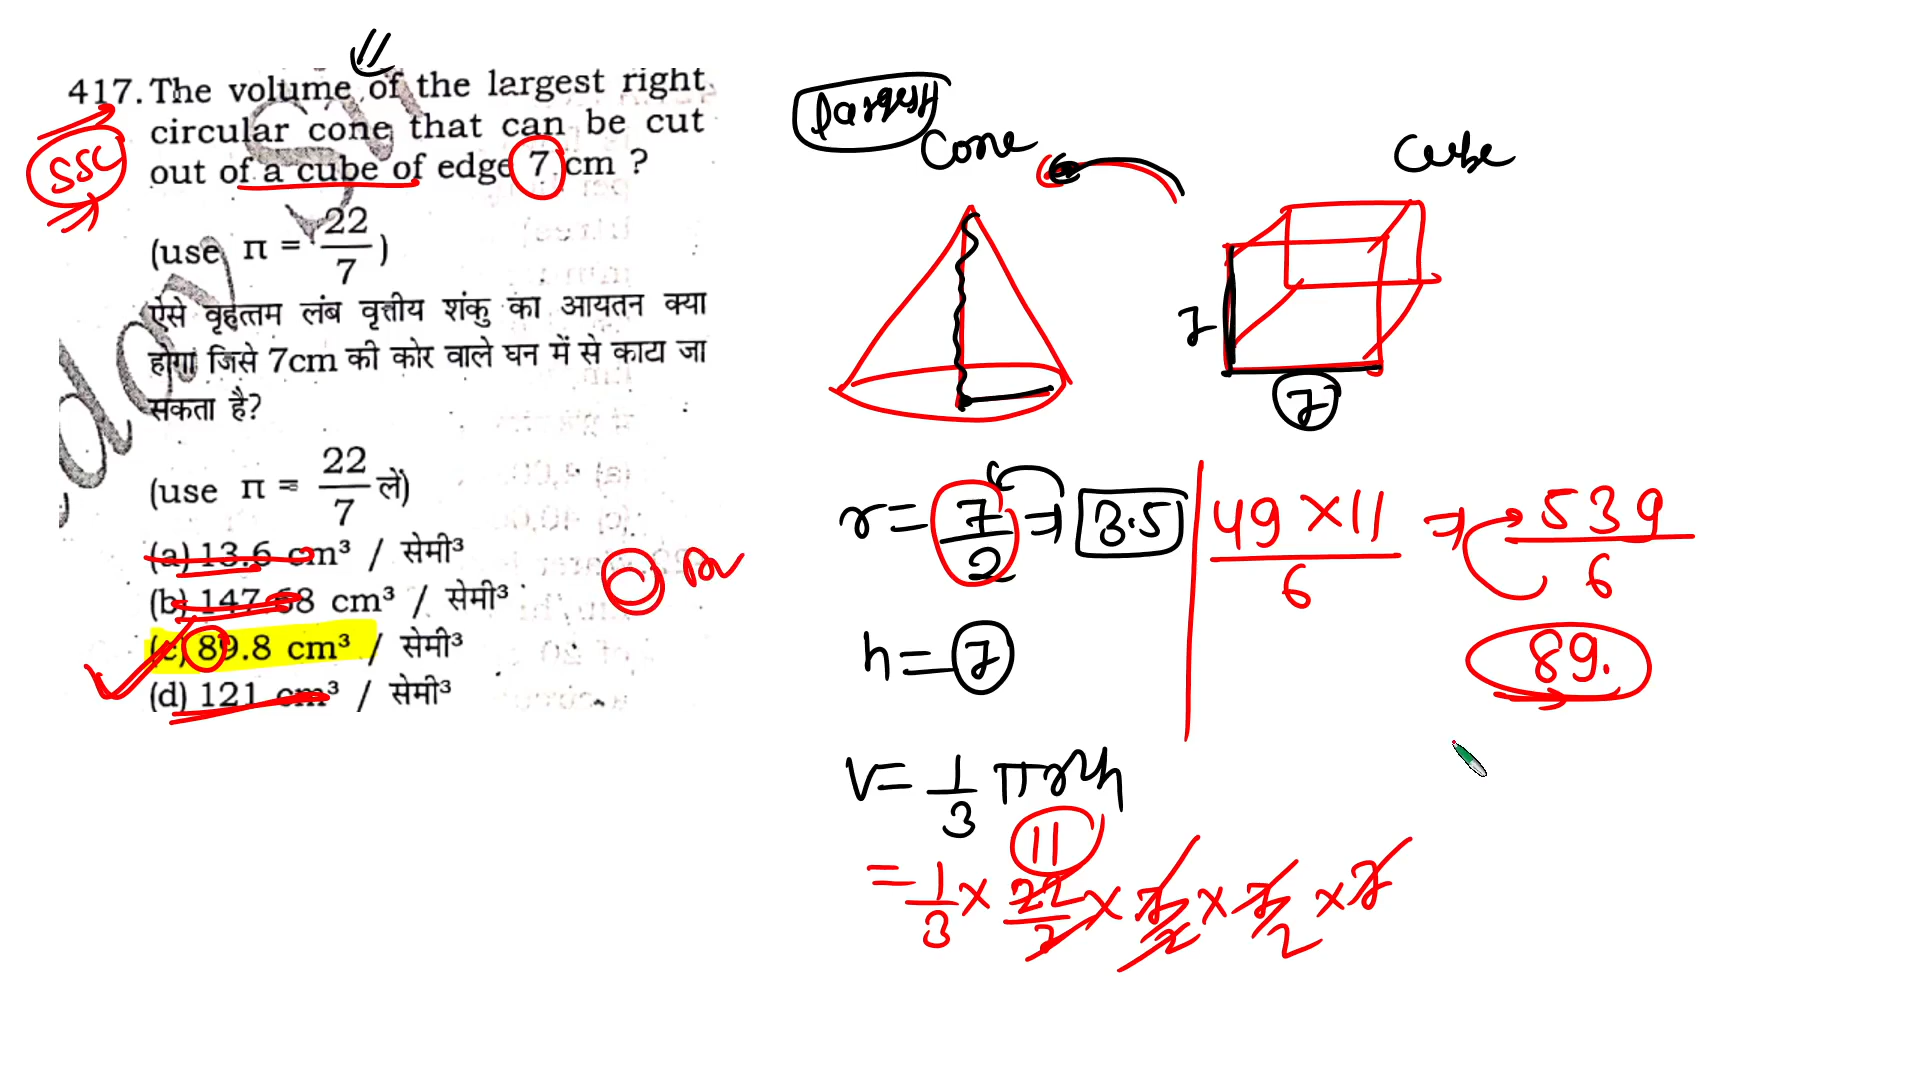 417. The volume of the largest right
circular cone that can be cut
out of a cube of edge 7 cm ?
(use π = 22/7)
ऐसे वृहत्तम लंब वृत्तीय शंकु का आयतन क्या
होगा जिसे 7cm की कोर वाले घन में से काटा जा
सकता है?
(use π = 22/7 लें)
(a) 13.6 cm³ / सेमी³
(b) 147.68 cm³ / सेमी³
(c) 89.8 cm³ / सेमी³
(d) 121 cm³ / सेमी³
SSC
largest
Cone
Cube
7
7
r = 7/2 ⇒ 3.5
h = 7
V = 1/3 πr²h
11
= 1/3 × 22/7 × 7/2 × 7/2 × 7
49 × 11 / 6 ⇒ 539 / 6
89.